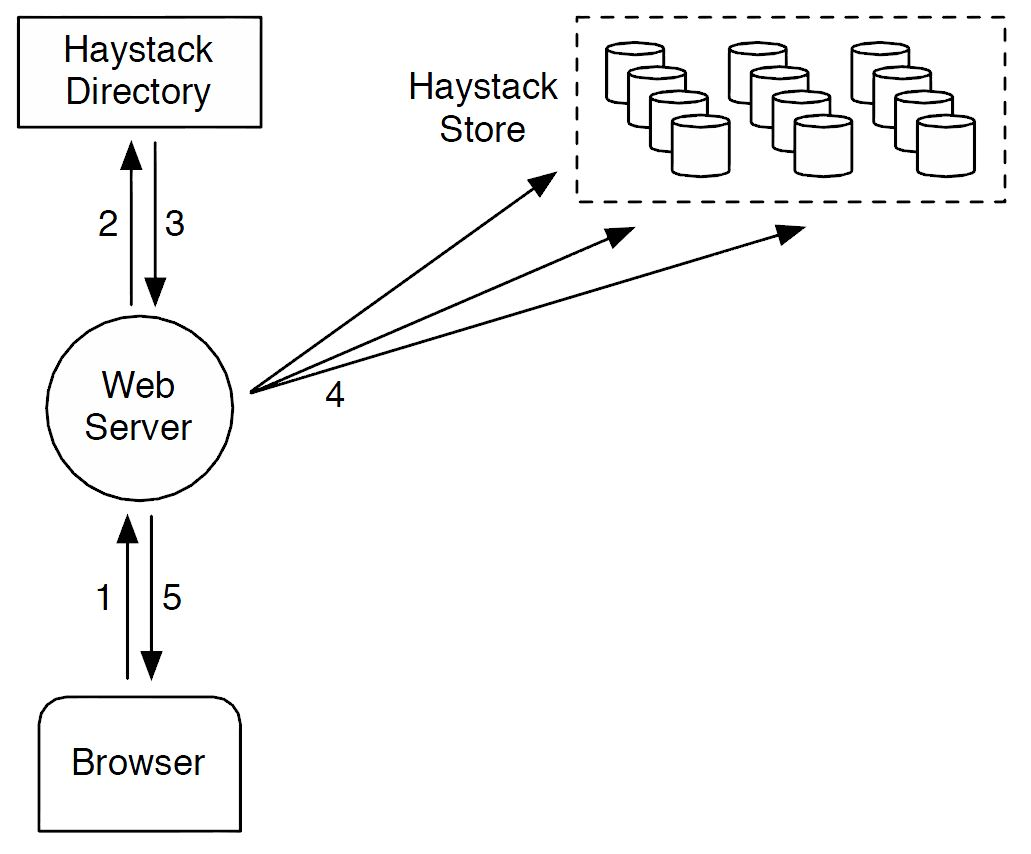 Haystack
Directory
Haystack
Store
2
3
Web
Server
4
1
5
Browser